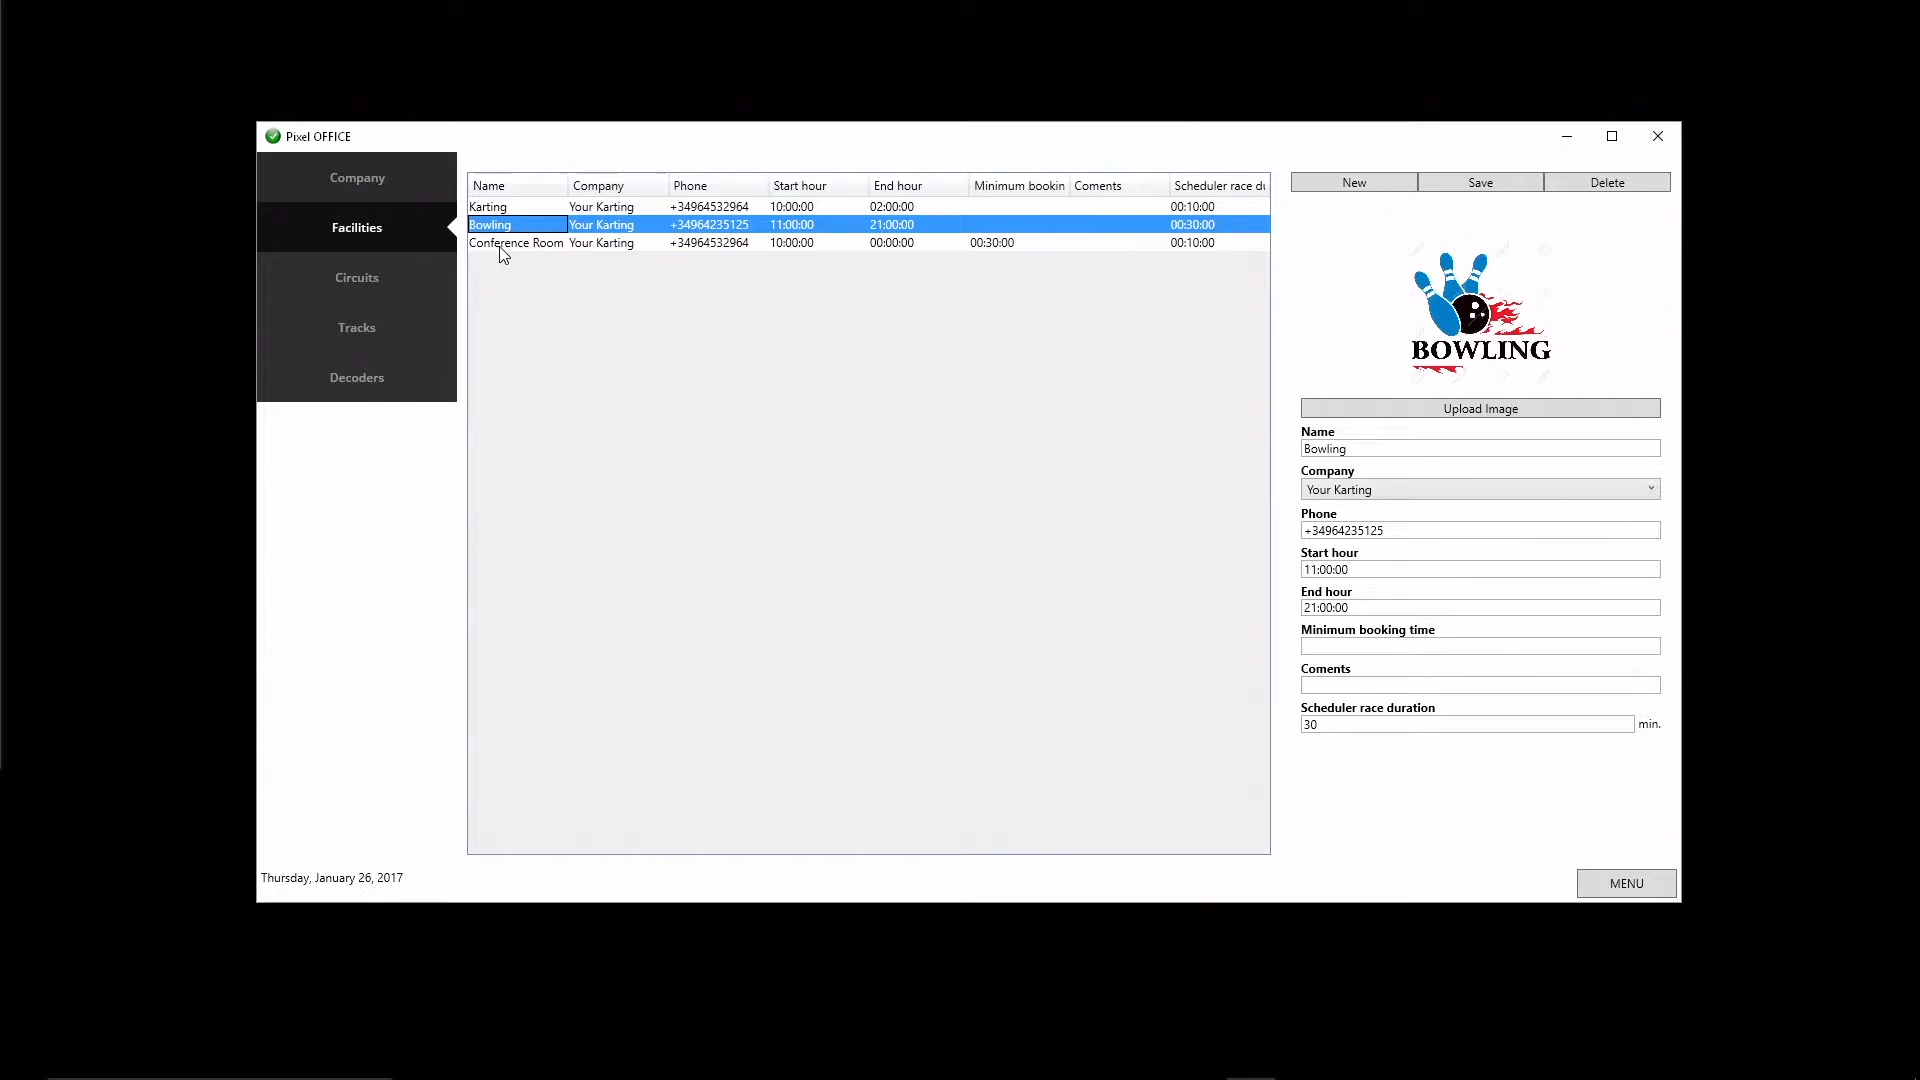 Pixel OFFICE
Company
Facilities
Circuits
Tracks
Decoders
Name Company Phone Start hour End hour Minimum bookin Coments Scheduler race du
Karting Your Karting +34964532964 10:00:00 02:00:00 00:10:00
Bowling Your Karting +34964235125 11:00:00 21:00:00 00:30:00
Conference Room Your Karting +34964532964 10:00:00 00:00:00 00:30:00 00:10:00
New Save Delete
BOWLING
Upload Image
Name
Bowling
Company
Your Karting
Phone
+34964235125
Start hour
11:00:00
End hour
21:00:00
Minimum booking time
Coments
Scheduler race duration
30 min.
Thursday, January 26, 2017
MENU